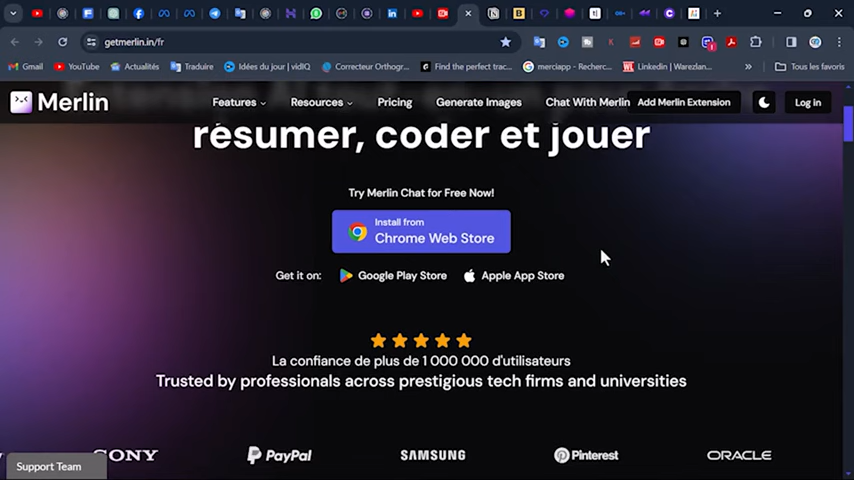 getmerlin.in/fr
Gmail YouTube Actualités Traduire Idées du jour | vidIQ Correcteur Orthogr... Find the perfect trac... merciapp - Recherc... Linkedin | Warezlan... » Tous les favoris
Merlin Features Resources Pricing Generate Images Chat With Merlin Add Merlin Extension Log in
résumer, coder et jouer
Try Merlin Chat for Free Now!
Install from
Chrome Web Store
Get it on: Google Play Store Apple App Store
La confiance de plus de 1 000 000 d'utilisateurs
Trusted by professionals across prestigious tech firms and universities
SONY PayPal SAMSUNG Pinterest ORACLE
Support Team